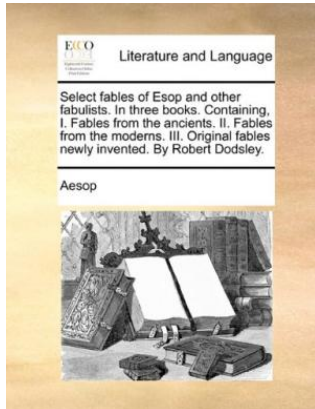 ECCO
Literature and Language
Select fables of Esop and other
fabulists. In three books. Containing,
I. Fables from the ancients. II. Fables
from the moderns. III. Original fables
newly invented. By Robert Dodsley.
Aesop